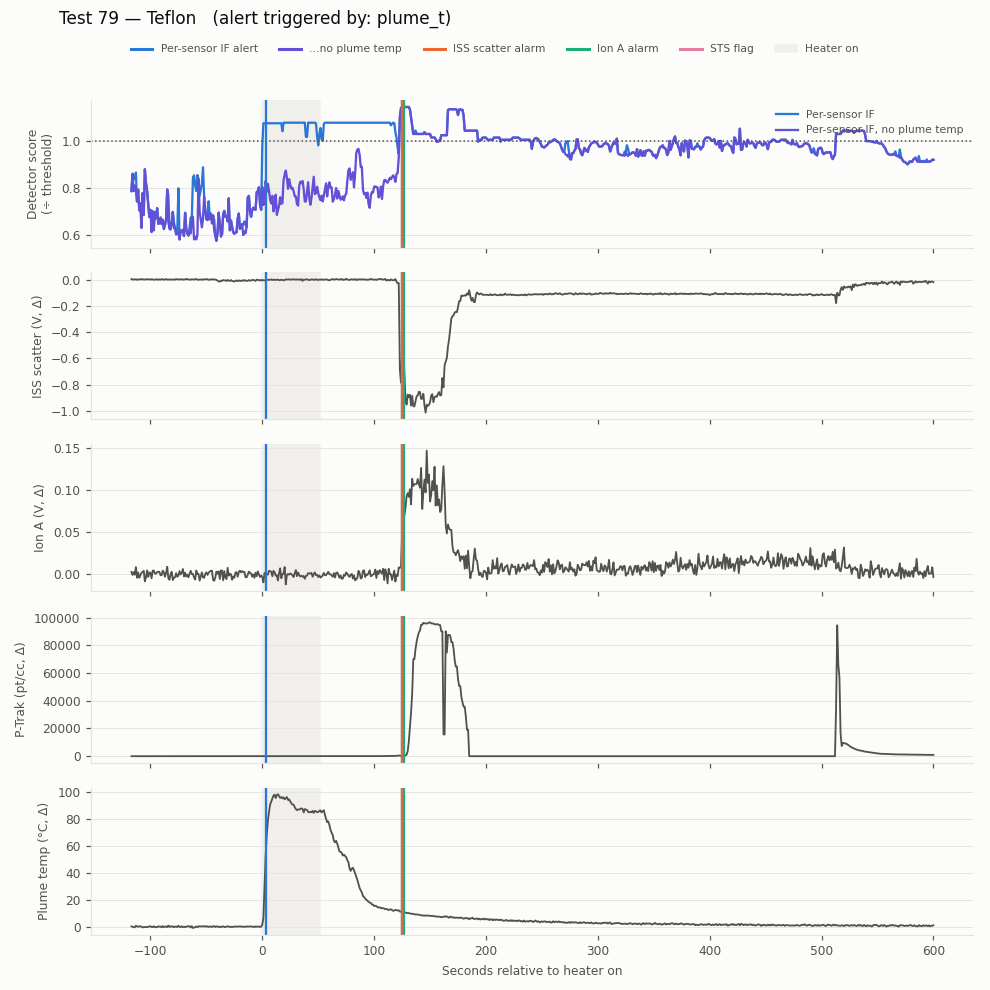 Test 79 — Teflon   (alert triggered by: plume_t)
Per-sensor IF alert
...no plume temp
ISS scatter alarm
Ion A alarm
STS flag
Heater on
Detector score
(÷ threshold)
1.0
0.8
0.6
Per-sensor IF
Per-sensor IF, no plume temp
ISS scatter (V, Δ)
0.0
−0.2
−0.4
−0.6
−0.8
−1.0
Ion A (V, Δ)
0.15
0.10
0.05
0.00
P-Trak (pt/cc, Δ)
100000
80000
60000
40000
20000
0
Plume temp (°C, Δ)
100
80
60
40
20
0
−100
0
100
200
300
400
500
600
Seconds relative to heater on